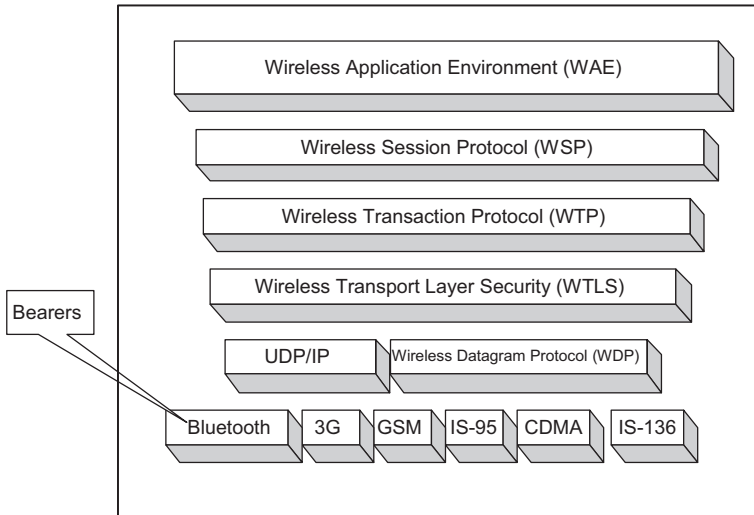 Wireless Application Environment (WAE)
Wireless Session Protocol (WSP)
Wireless Transaction Protocol (WTP)
Wireless Transport Layer Security (WTLS)
Bearers
UDP/IP
Wireless Datagram Protocol (WDP)
Bluetooth
3G
GSM
IS-95
CDMA
IS-136